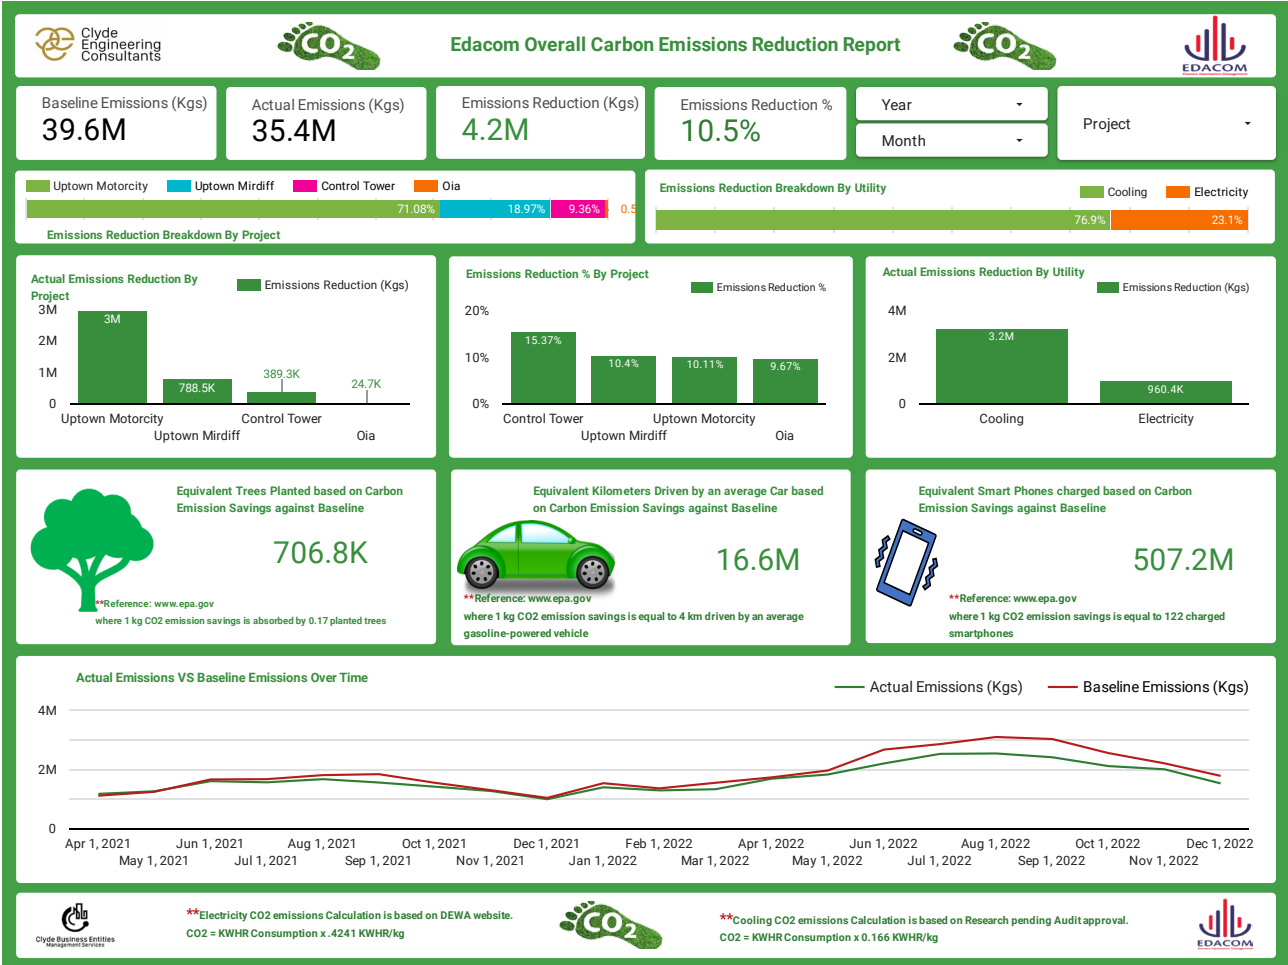 Clyde
Engineering
Consultants
CO2
Edacom Overall Carbon Emissions Reduction Report
CO2
EDACOM
Baseline Emissions (Kgs)
39.6M
Actual Emissions (Kgs)
35.4M
Emissions Reduction (Kgs)
4.2M
Emissions Reduction %
10.5%
Year
Month
Project
Uptown Motorcity Uptown Mirdiff Control Tower Oia
71.08% 18.97% 9.36% 0.5
Emissions Reduction Breakdown By Project
Emissions Reduction Breakdown By Utility
Cooling Electricity
76.9% 23.1%
Actual Emissions Reduction By
Project
Emissions Reduction (Kgs)
3M
2M
1M
0
3M
788.5K
389.3K
24.7K
Uptown Motorcity Control Tower
Uptown Mirdiff Oia
Emissions Reduction % By Project
Emissions Reduction %
20%
10%
0%
15.37%
10.4%
10.11%
9.67%
Control Tower Uptown Motorcity
Uptown Mirdiff Oia
Actual Emissions Reduction By Utility
Emissions Reduction (Kgs)
4M
2M
0
3.2M
960.4K
Cooling Electricity
Equivalent Trees Planted based on Carbon
Emission Savings against Baseline
706.8K
**Reference: www.epa.gov
where 1 kg CO2 emission savings is absorbed by 0.17 planted trees
Equivalent Kilometers Driven by an average Car based
on Carbon Emission Savings against Baseline
16.6M
**Reference: www.epa.gov
where 1 kg CO2 emission savings is equal to 4 km driven by an average
gasoline-powered vehicle
Equivalent Smart Phones charged based on Carbon
Emission Savings against Baseline
507.2M
**Reference: www.epa.gov
where 1 kg CO2 emission savings is equal to 122 charged
smartphones
Actual Emissions VS Baseline Emissions Over Time
Actual Emissions (Kgs) Baseline Emissions (Kgs)
4M
2M
0
Apr 1, 2021 Jun 1, 2021 Aug 1, 2021 Oct 1, 2021 Dec 1, 2021 Feb 1, 2022 Apr 1, 2022 Jun 1, 2022 Aug 1, 2022 Oct 1, 2022 Dec 1, 2022
May 1, 2021 Jul 1, 2021 Sep 1, 2021 Nov 1, 2021 Jan 1, 2022 Mar 1, 2022 May 1, 2022 Jul 1, 2022 Sep 1, 2022 Nov 1, 2022
Clyde Business Entities
Management Services
**Electricity CO2 emissions Calculation is based on DEWA website.
CO2 = KWHR Consumption x .4241 KWHR/kg
CO2
**Cooling CO2 emissions Calculation is based on Research pending Audit approval.
CO2 = KWHR Consumption x 0.166 KWHR/kg
EDACOM